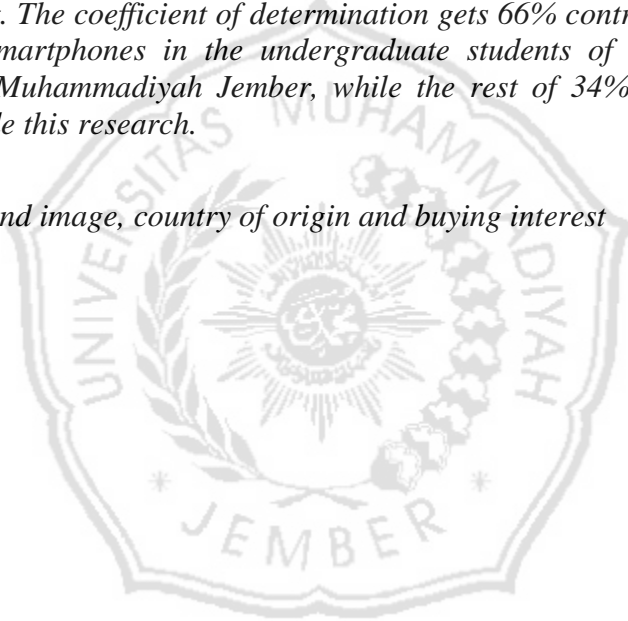 . The coefficient of determination gets 66% contr
martphones in the undergraduate students of
Muhammadiyah Jember, while the rest of 34%
le this research.
nd image, country of origin and buying interest
UNIVERSITAS MUHAMMADIYAH
JEMBER